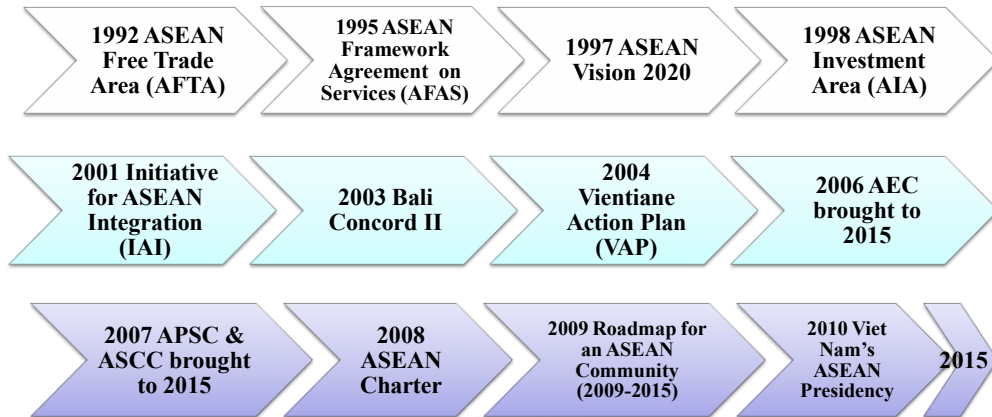 1992 ASEAN
Free Trade
Area (AFTA)
1995 ASEAN
Framework
Agreement on
Services (AFAS)
1997 ASEAN
Vision 2020
1998 ASEAN
Investment
Area (AIA)
2001 Initiative
for ASEAN
Integration
(IAI)
2003 Bali
Concord II
2004
Vientiane
Action Plan
(VAP)
2006 AEC
brought to
2015
2007 APSC &
ASCC brought
to 2015
2008
ASEAN
Charter
2009 Roadmap for
an ASEAN
Community
(2009-2015)
2010 Viet
Nam’s
ASEAN
Presidency
2015